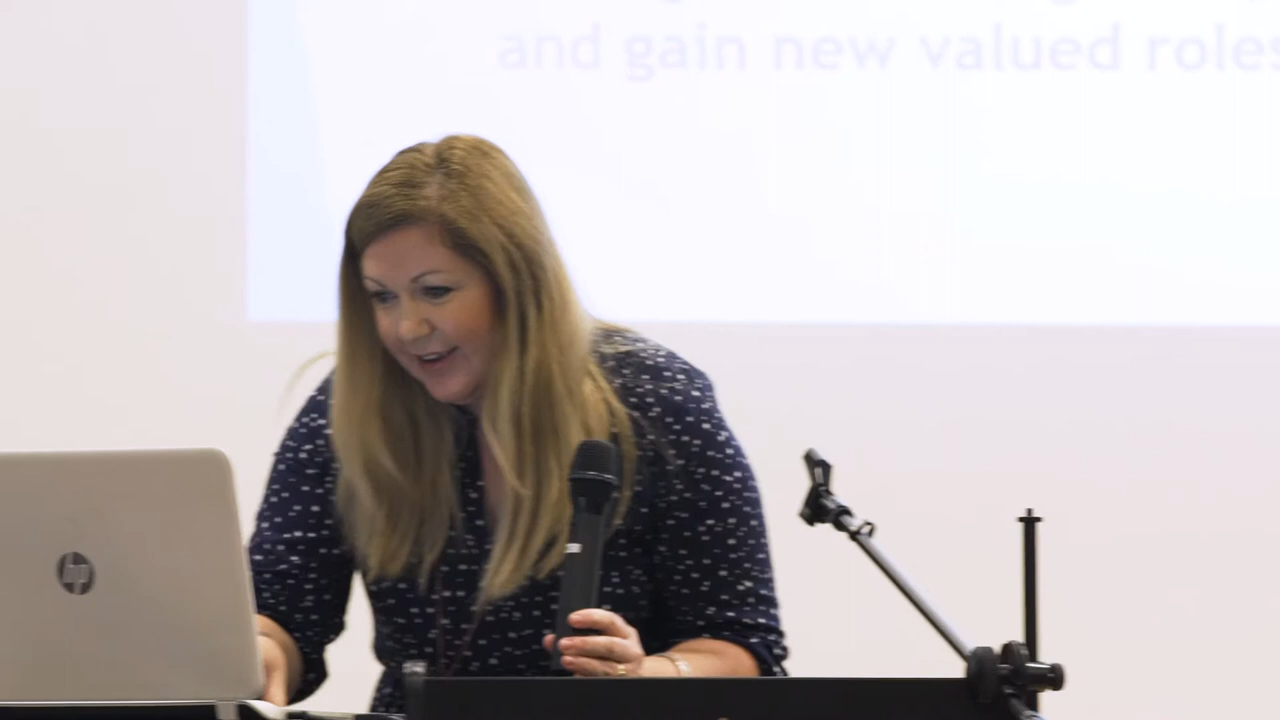 and gain new valued roles
hp